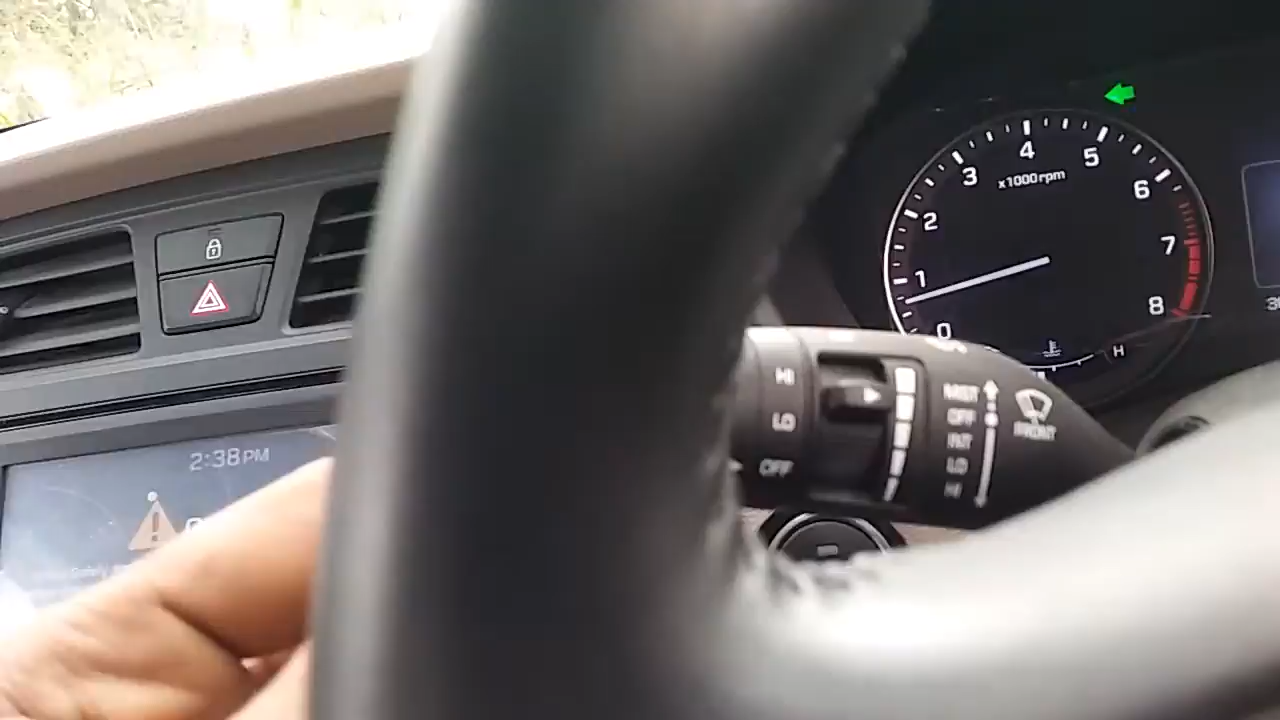 2:38PM
4
5
3
x1000rpm
6
2
7
1
8
0
H
HI
LO
OFF
MIST
OFF
INT
LO
HI
FRONT